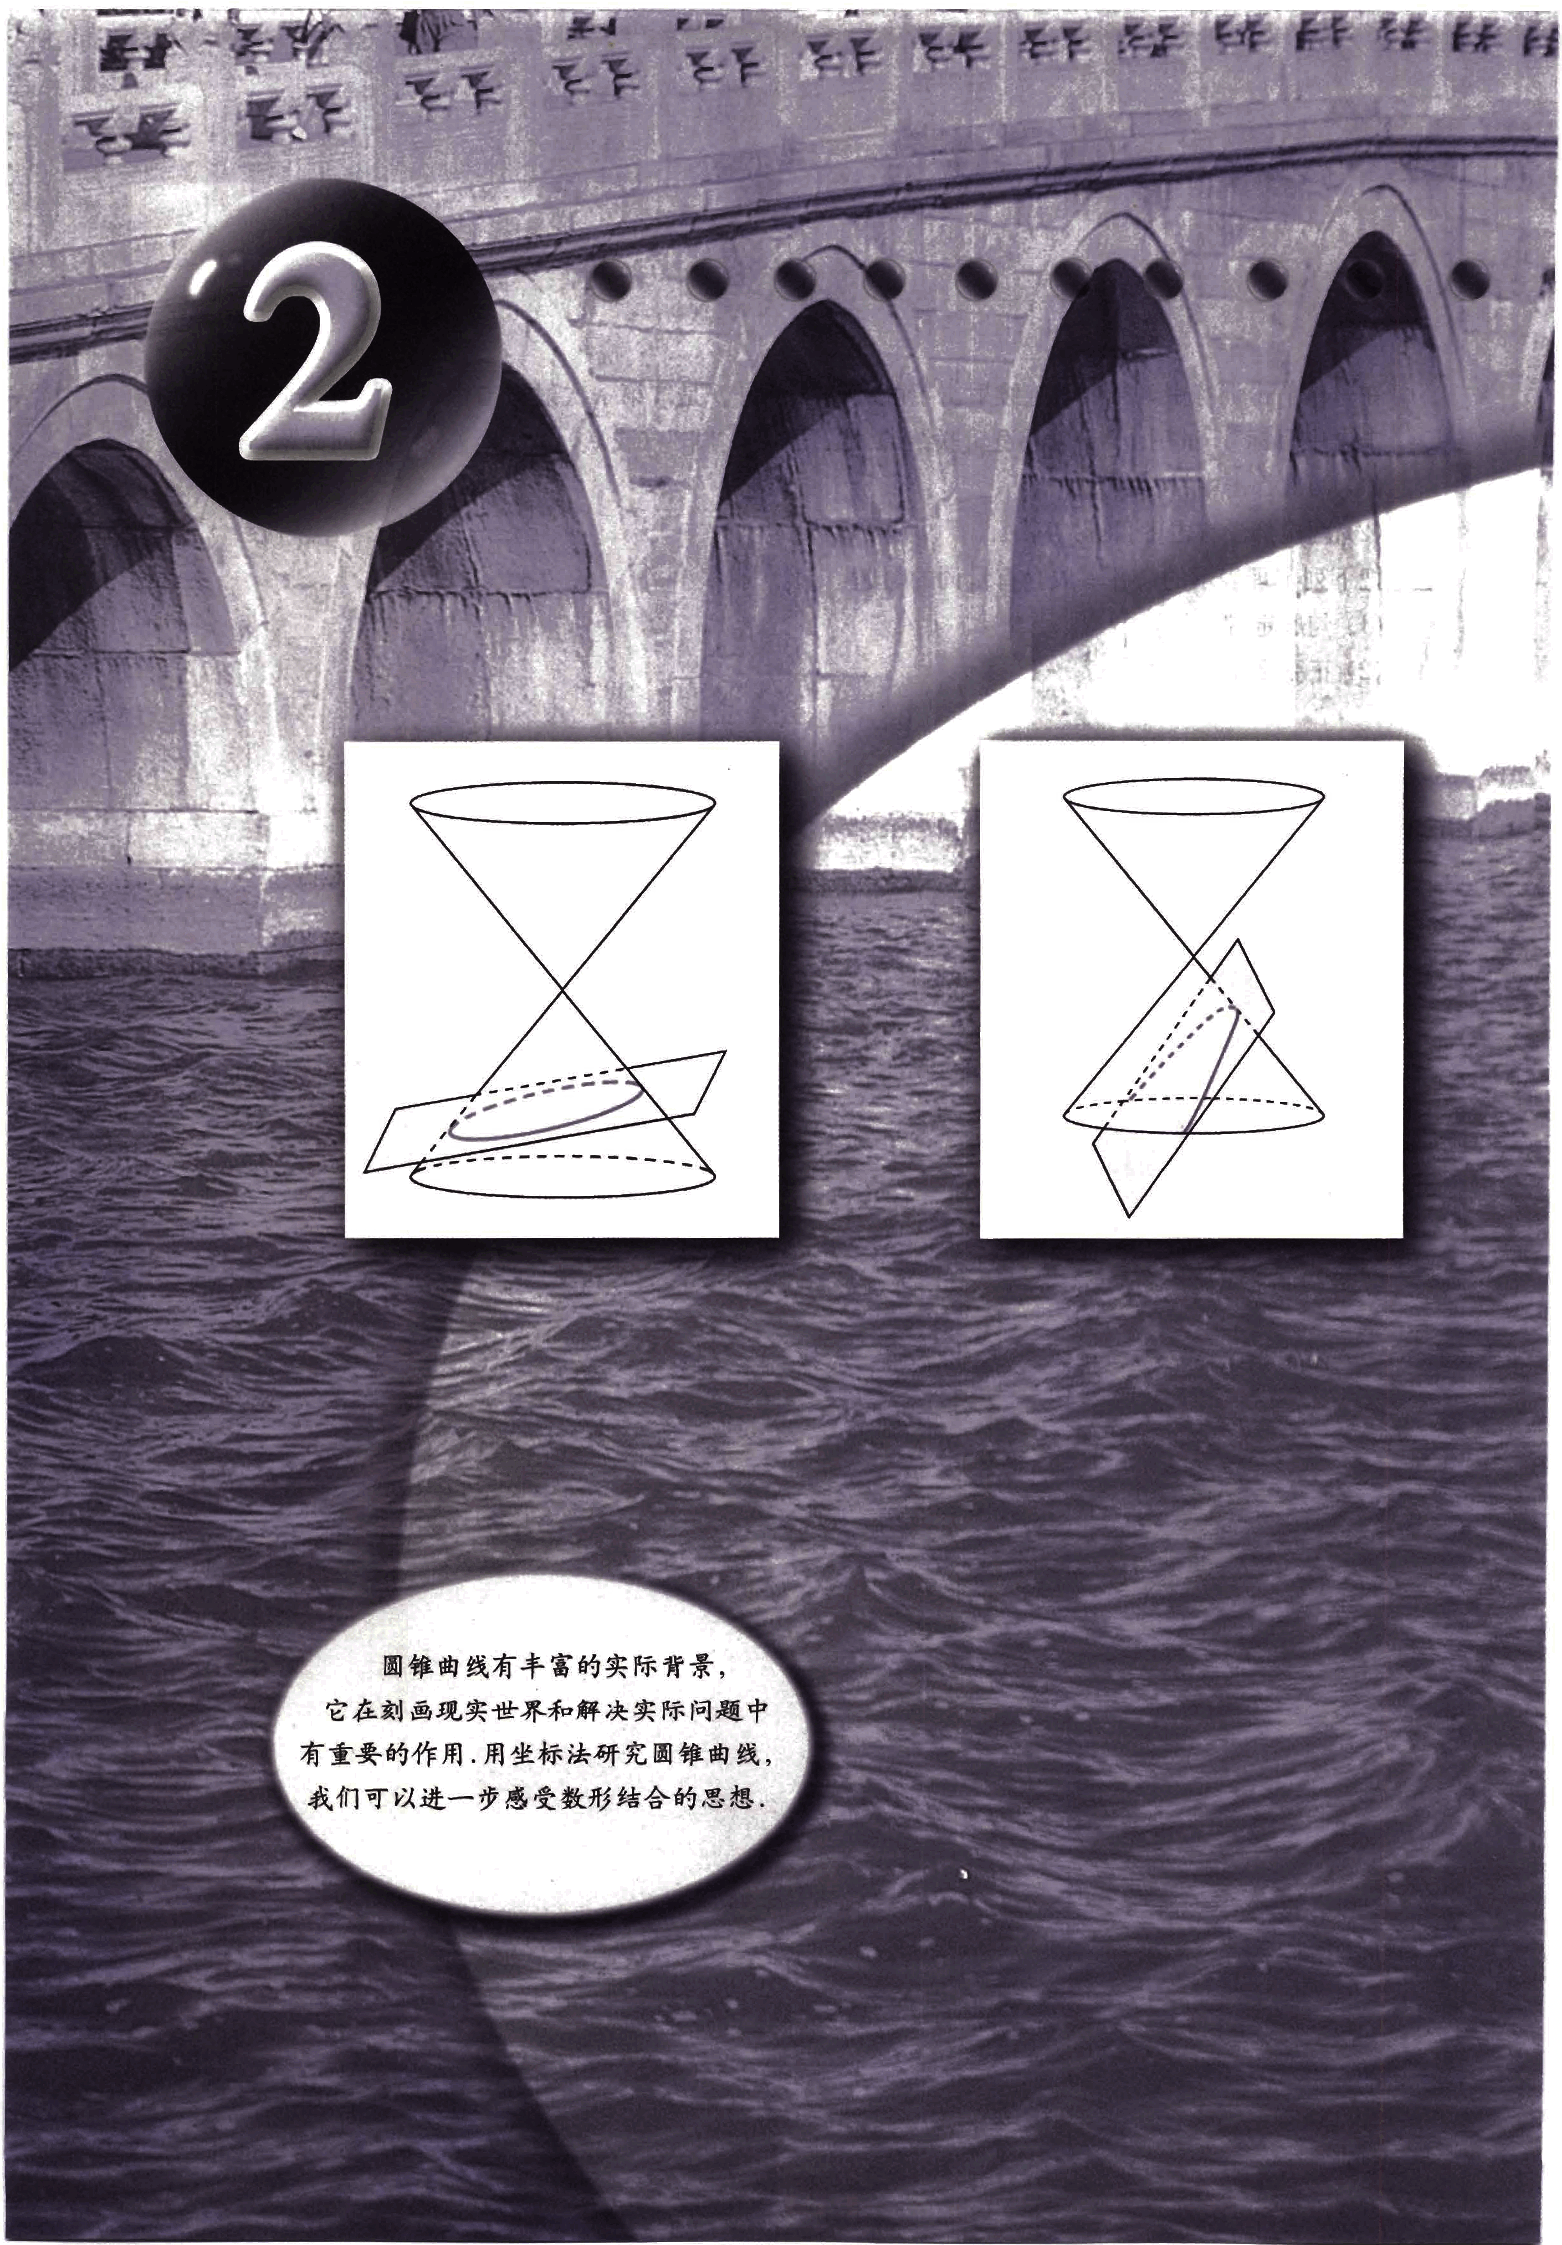 2
圆锥曲线有丰富的实际背景，
它在刻画现实世界和解决实际问题中
有重要的作用.用坐标法研究圆锥曲线，
我们可以进一步感受数形结合的思想.